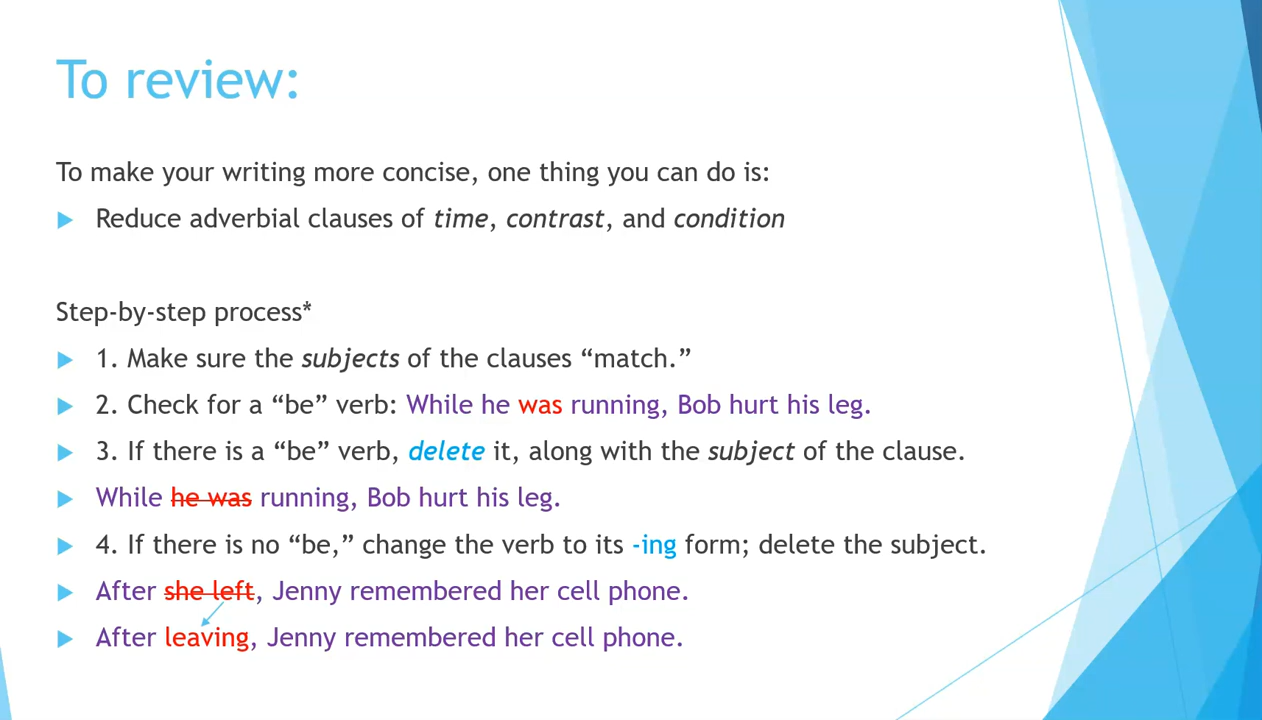 To review:
To make your writing more concise, one thing you can do is:
Reduce adverbial clauses of time, contrast, and condition
Step-by-step process*
1. Make sure the subjects of the clauses “match.”
2. Check for a “be” verb: While he was running, Bob hurt his leg.
3. If there is a “be” verb, delete it, along with the subject of the clause.
While he was running, Bob hurt his leg.
4. If there is no “be,” change the verb to its -ing form; delete the subject.
After she left, Jenny remembered her cell phone.
After leaving, Jenny remembered her cell phone.